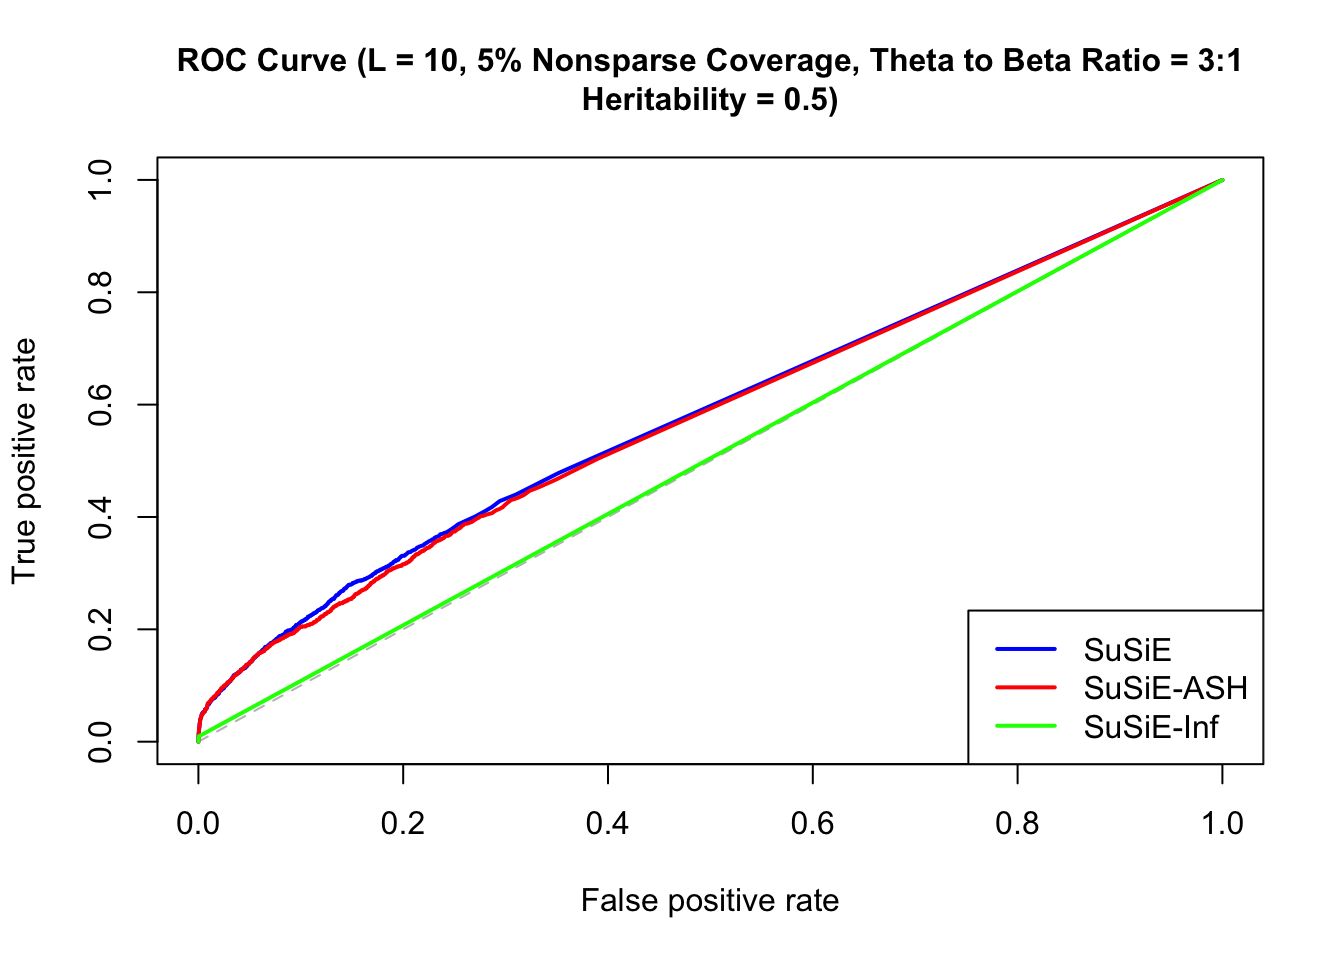 ROC Curve (L = 10, 5% Nonsparse Coverage, Theta to Beta Ratio = 3:1
Heritability = 0.5)
True positive rate
1.0
0.8
0.6
0.4
0.2
0.0
SuSiE
SuSiE-ASH
SuSiE-Inf
0.0 0.2 0.4 0.6 0.8 1.0
False positive rate